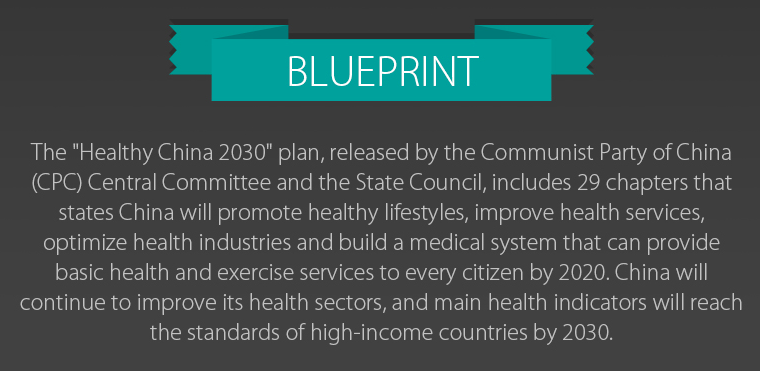 BLUEPRINT
The "Healthy China 2030" plan, released by the Communist Party of China
(CPC) Central Committee and the State Council, includes 29 chapters that
states China will promote healthy lifestyles, improve health services,
optimize health industries and build a medical system that can provide
basic health and exercise services to every citizen by 2020. China will
continue to improve its health sectors, and main health indicators will reach
the standards of high-income countries by 2030.